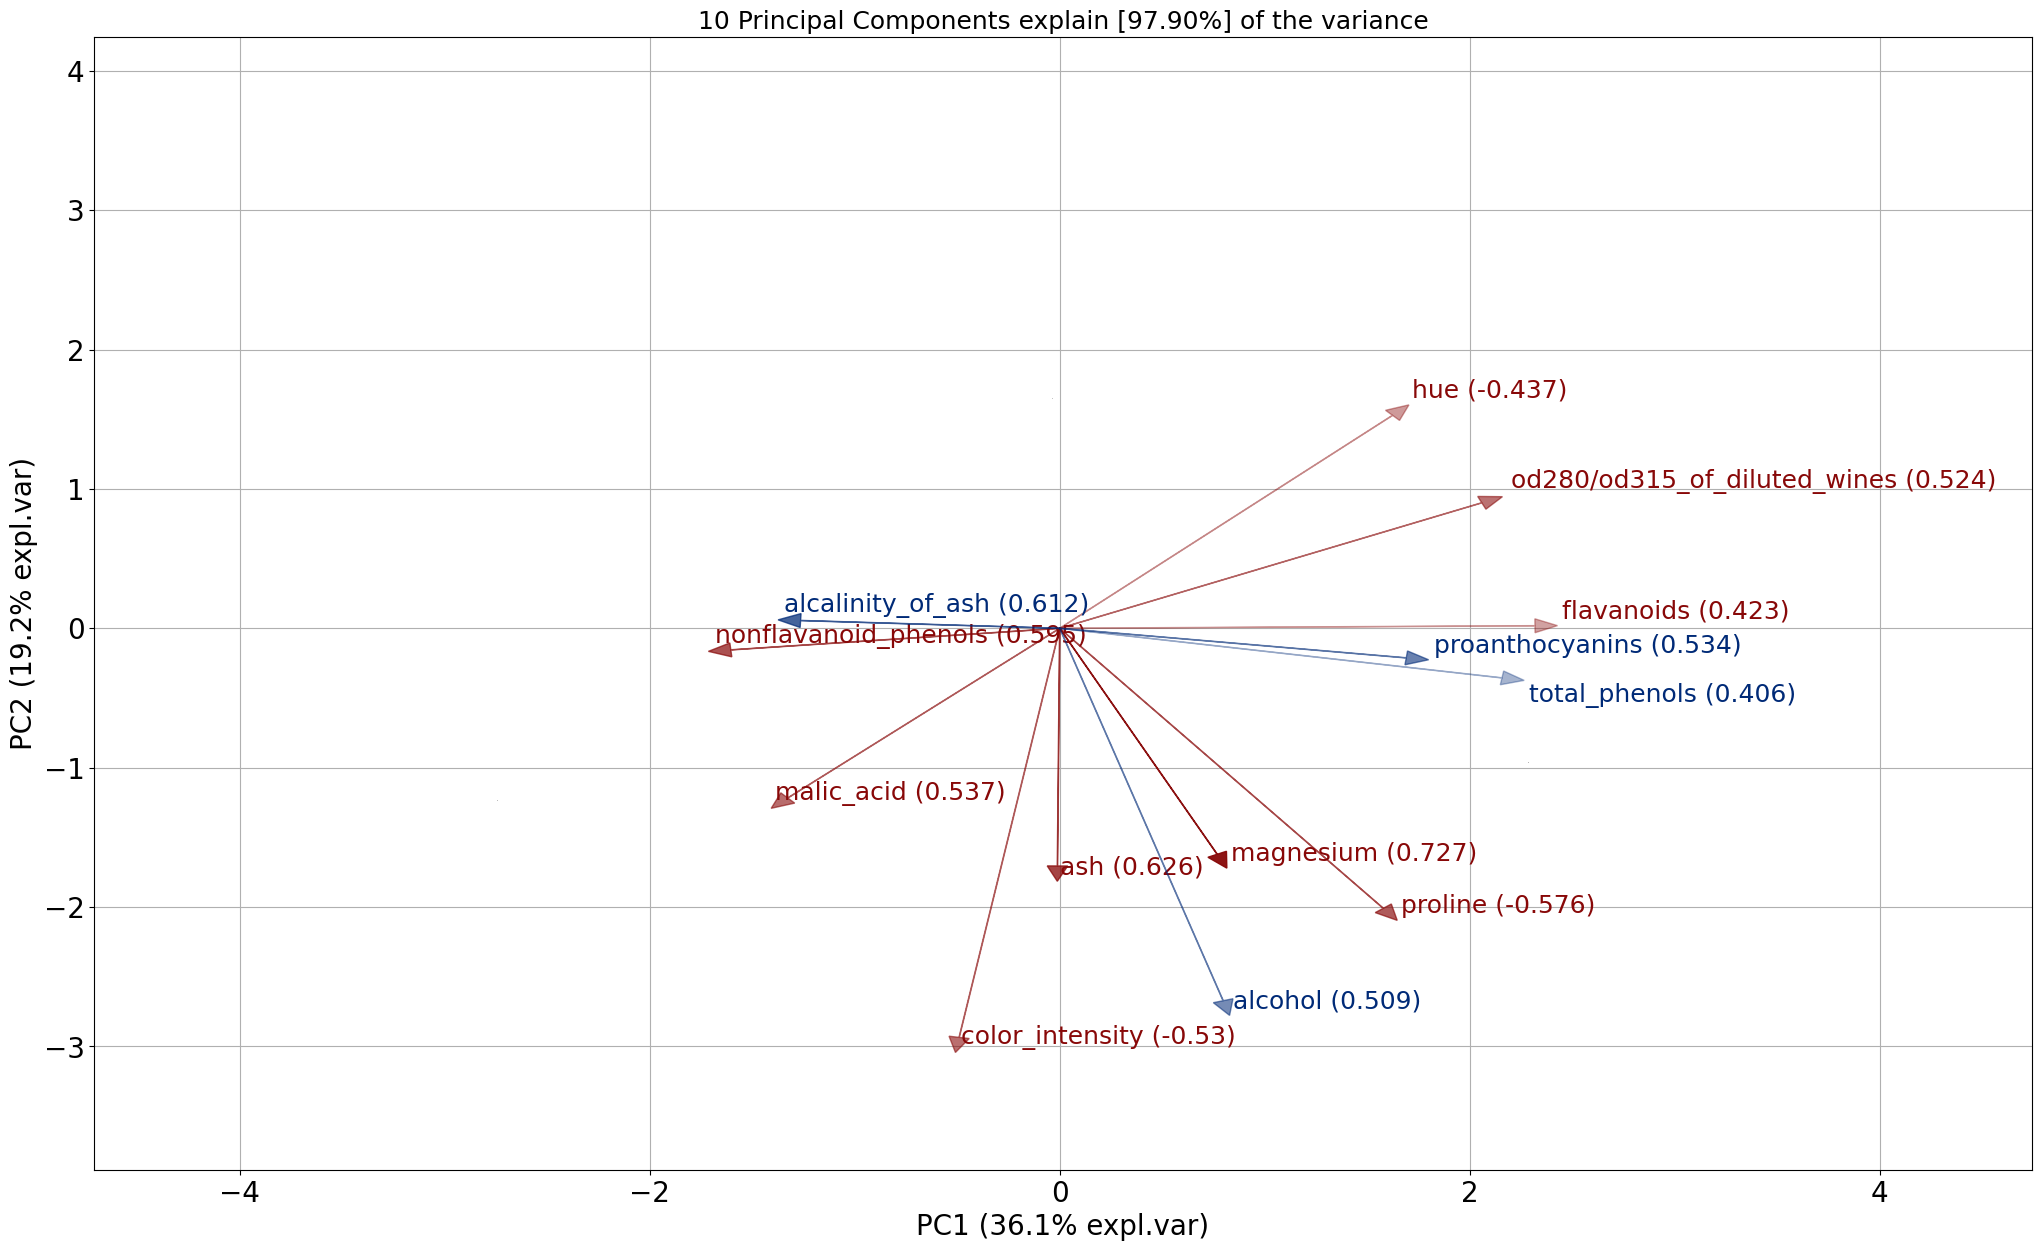 10 Principal Components explain [97.90%] of the variance
4
3
2
hue (-0.437)
od280/od315_of_diluted_wines (0.524)
1
alcalinity_of_ash (0.612)
flavanoids (0.423)
0
nonflavanoid_phenols (0.595)
proanthocyanins (0.534)
total_phenols (0.406)
−1
malic_acid (0.537)
magnesium (0.727)
ash (0.626)
proline (-0.576)
−2
alcohol (0.509)
color_intensity (-0.53)
−3
PC2 (19.2% expl.var)
−4
−2
0
2
4
PC1 (36.1% expl.var)